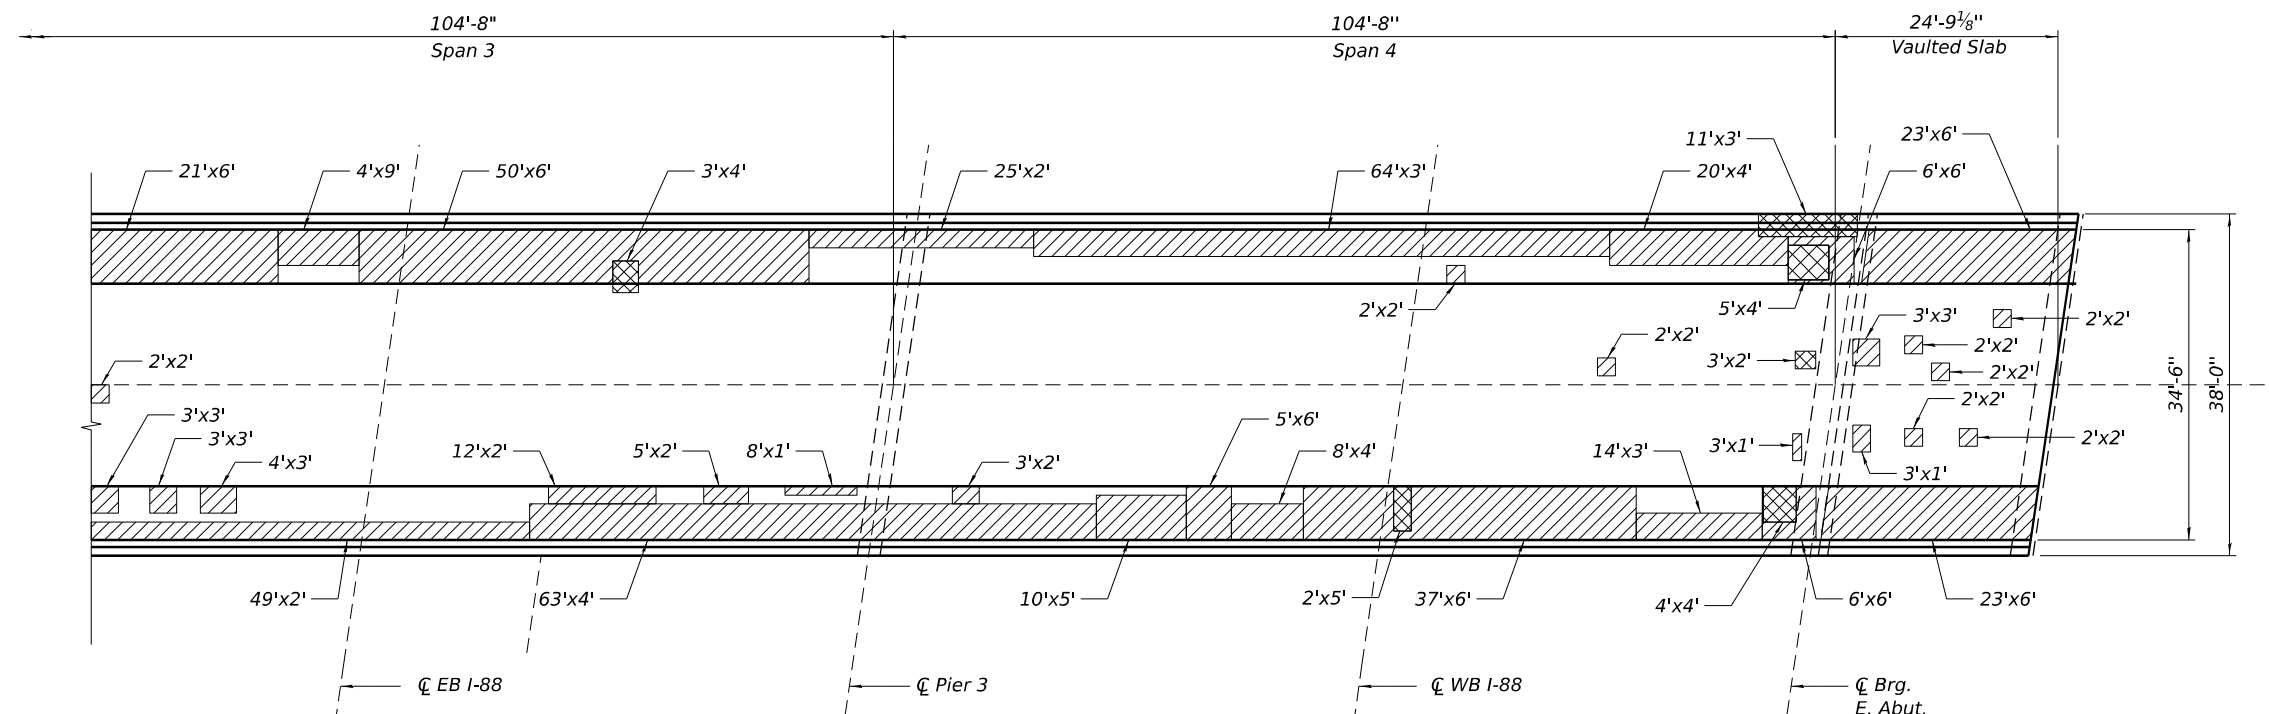 104'-8"
Span 3
104'-8"
Span 4
24'-9⅛"
Vaulted Slab
11'x3'
23'x6'
21'x6'
4'x9'
50'x6'
3'x4'
25'x2'
64'x3'
20'x4'
6'x6'
2'x2'
5'x4'
3'x3'
2'x2'
2'x2'
2'x2'
3'x2'
2'x2'
2'x2'
2'x2'
3'x3'
3'x3'
4'x3'
12'x2'
5'x2'
8'x1'
3'x2'
5'x6'
8'x4'
14'x3'
3'x1'
2'x2'
3'x1'
34'-6"
38'-0"
49'x2'
63'x4'
10'x5'
2'x5'
37'x6'
4'x4'
6'x6'
23'x6'
℄ EB I-88
℄ Pier 3
℄ WB I-88
℄ Brg.
E. Abut.